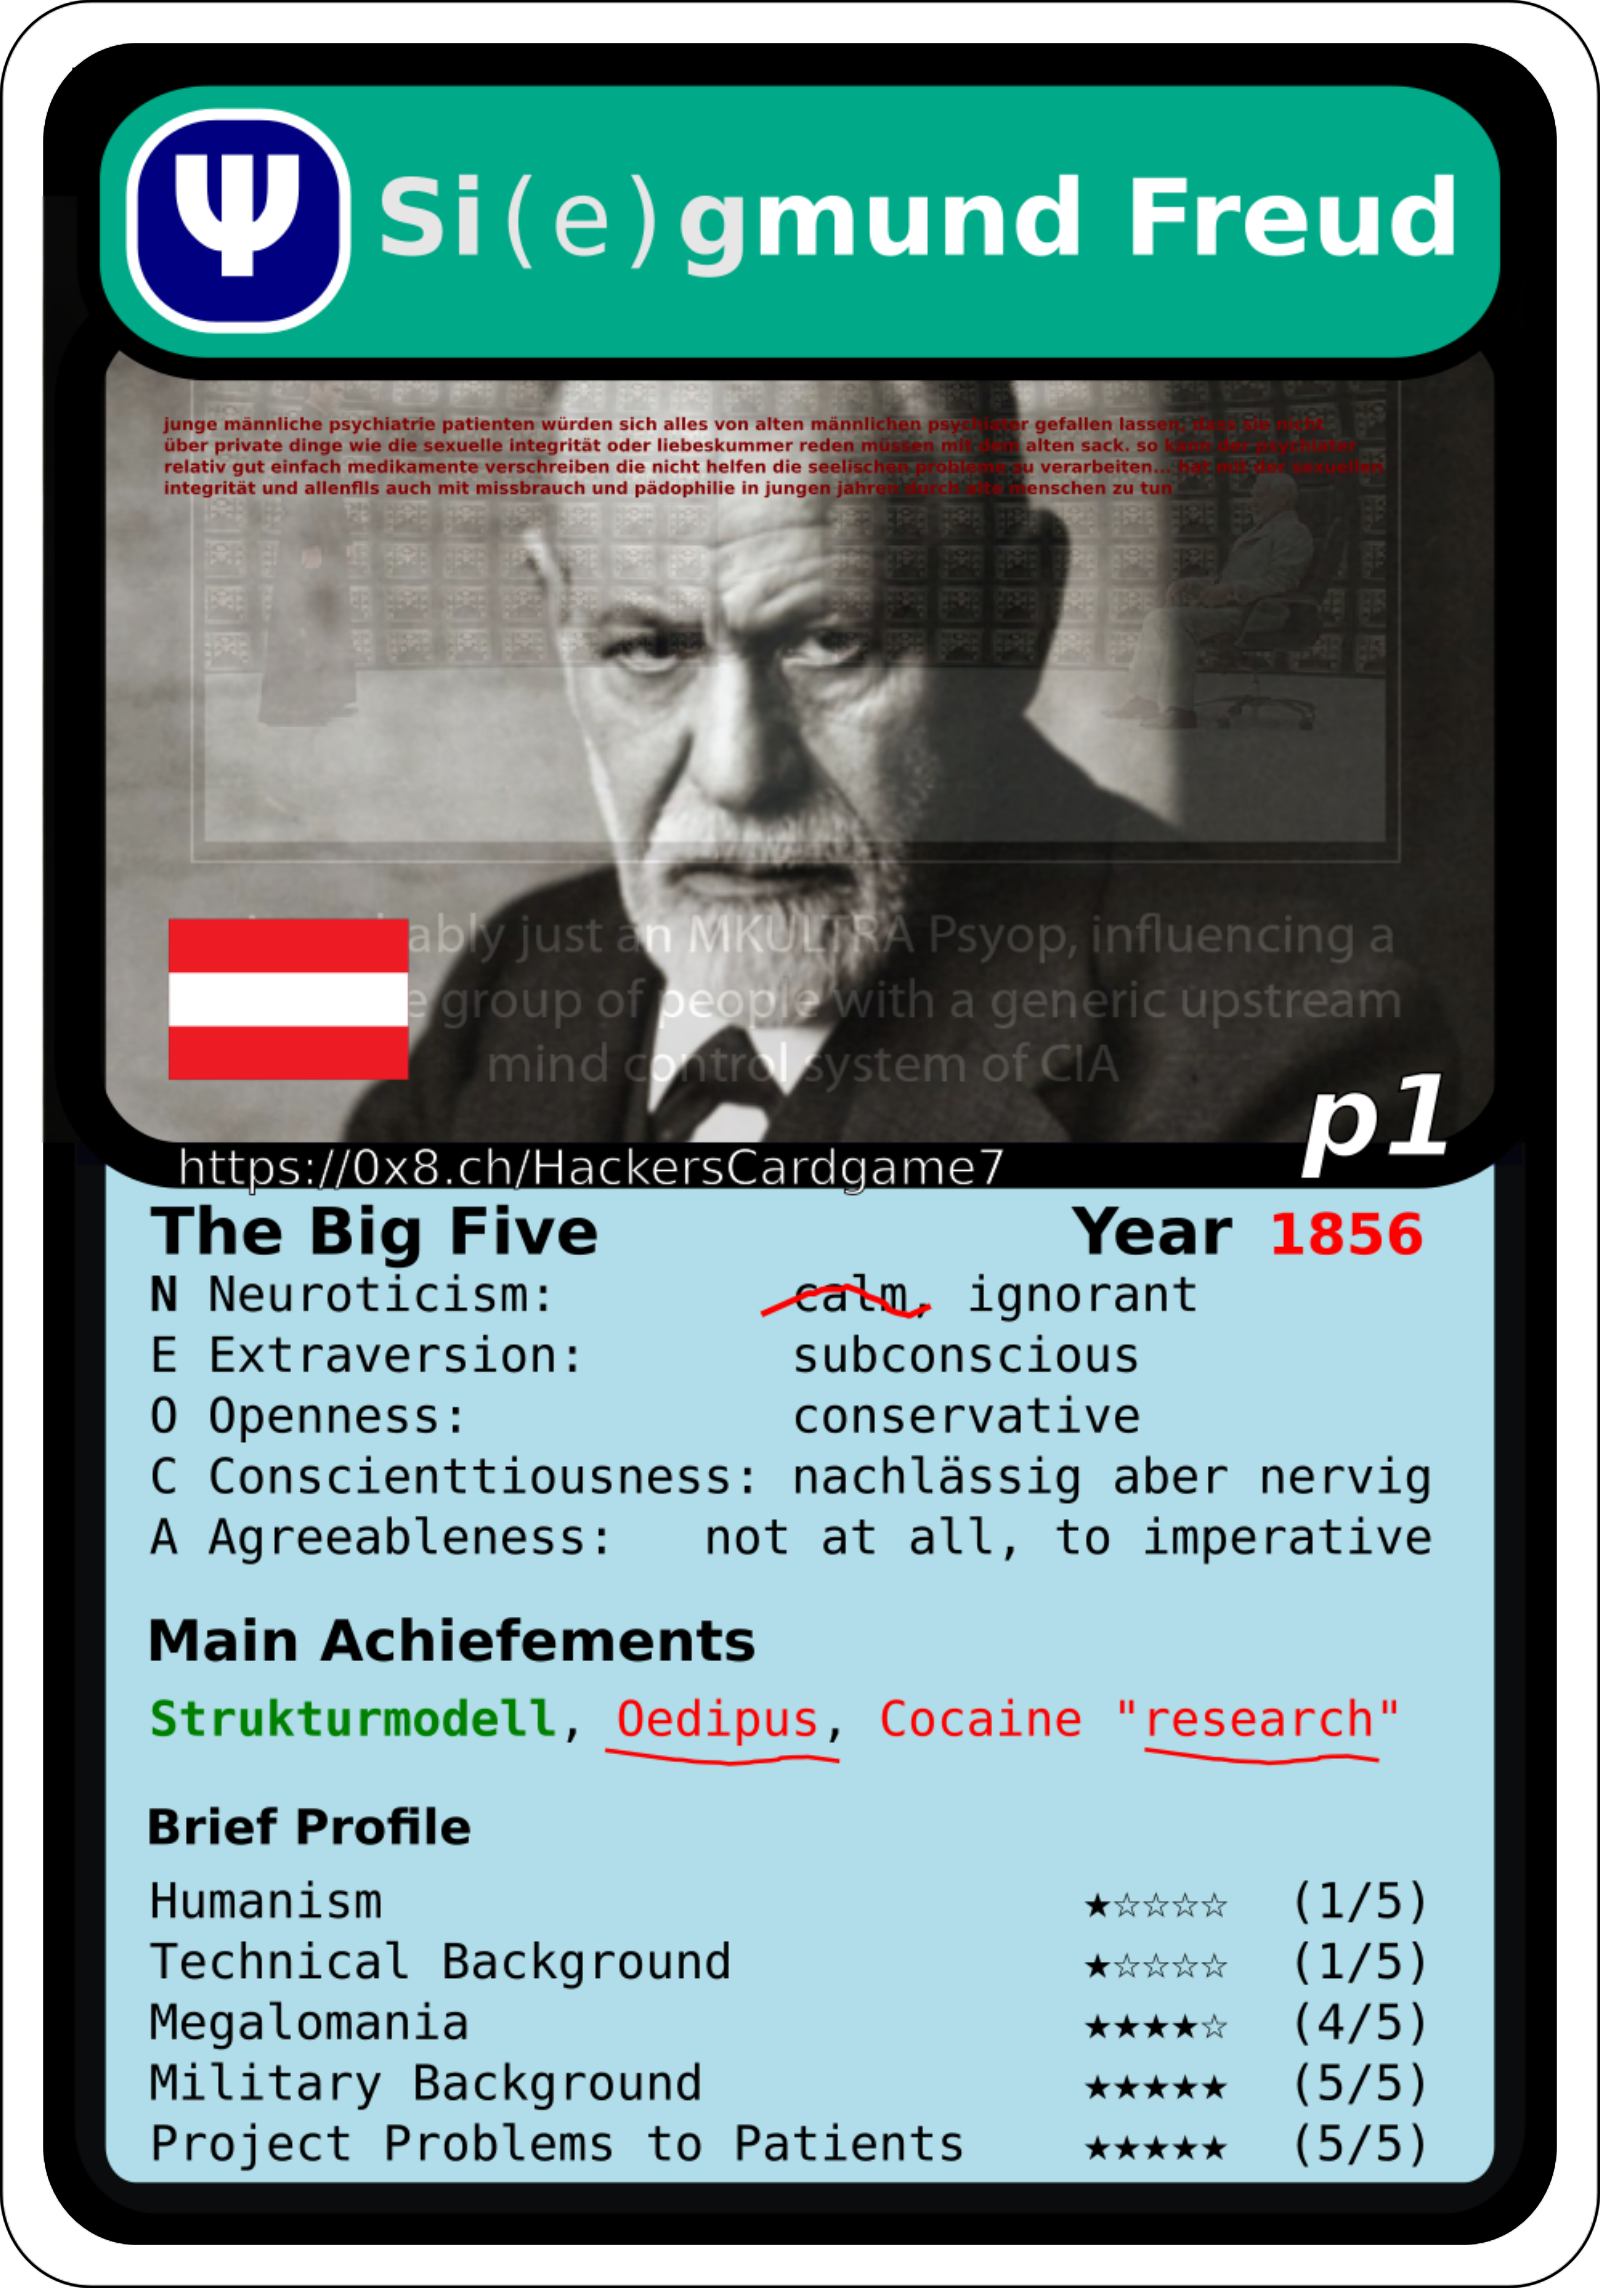 Ψ Si(e)gmund Freud
junge männliche psychiatrie patienten würden sich alles von alten männlichen psychiater gefallen lassen, dass sie nicht
über private dinge wie die sexuelle integrität oder liebeskummer reden müssen mit dem alten sack. so kann der psychiater
relativ gut einfach medikamente verschreiben die nicht helfen die seelischen probleme zu verarbeiten... hat mit der sexuellen
integrität und allenflls auch mit missbrauch und pädophilie in jungen jahren durch alte menschen zu tun
just an MKULTRA Psyop, influencing a
group of people with a generic upstream
mind control system of CIA
p1
https://0x8.ch/HackersCardgame7
The Big Five Year 1856
N Neuroticism: calm, ignorant
E Extraversion: subconscious
O Openness: conservative
C Conscienttiousness: nachlässig aber nervig
A Agreeableness: not at all, to imperative
Main Achiefements
Strukturmodell, Oedipus, Cocaine "research"
Brief Profile
Humanism ★☆☆☆☆ (1/5)
Technical Background ★☆☆☆☆ (1/5)
Megalomania ★★★★☆ (4/5)
Military Background ★★★★★ (5/5)
Project Problems to Patients ★★★★★ (5/5)